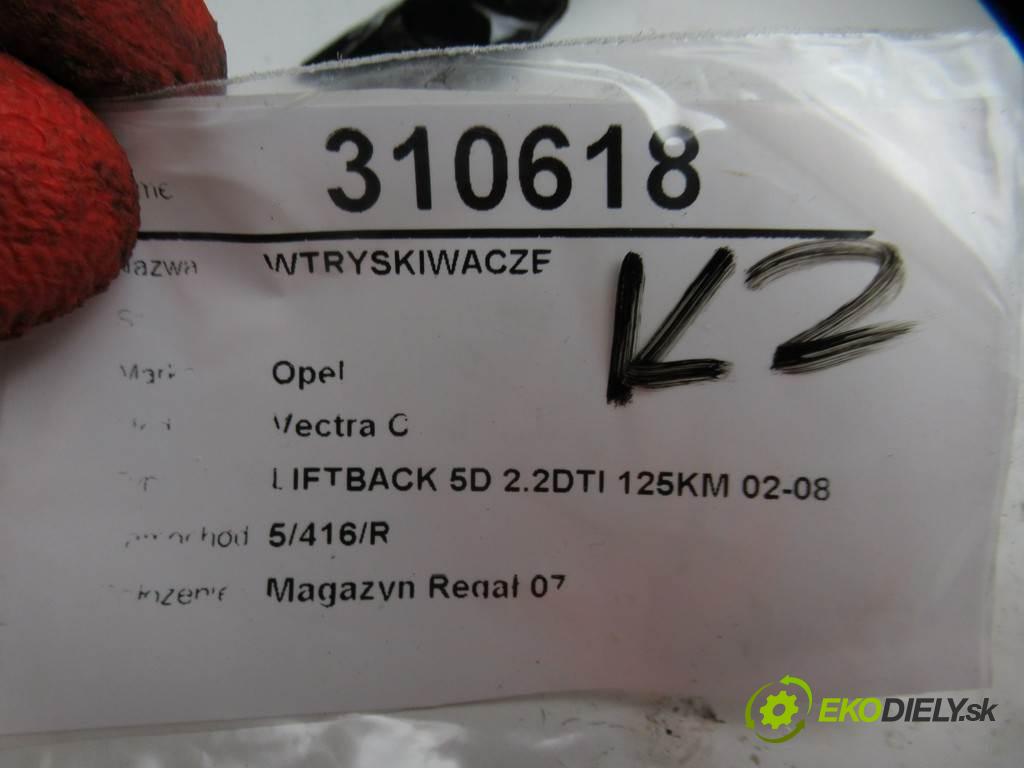 310618
Nazwa WTRYSKIWACZE
K2
Opel
Vectra C
LIFTBACK 5D 2.2DTI 125KM 02-08
5/416/R
Magazyn Regał 07
EKODIELY.sk